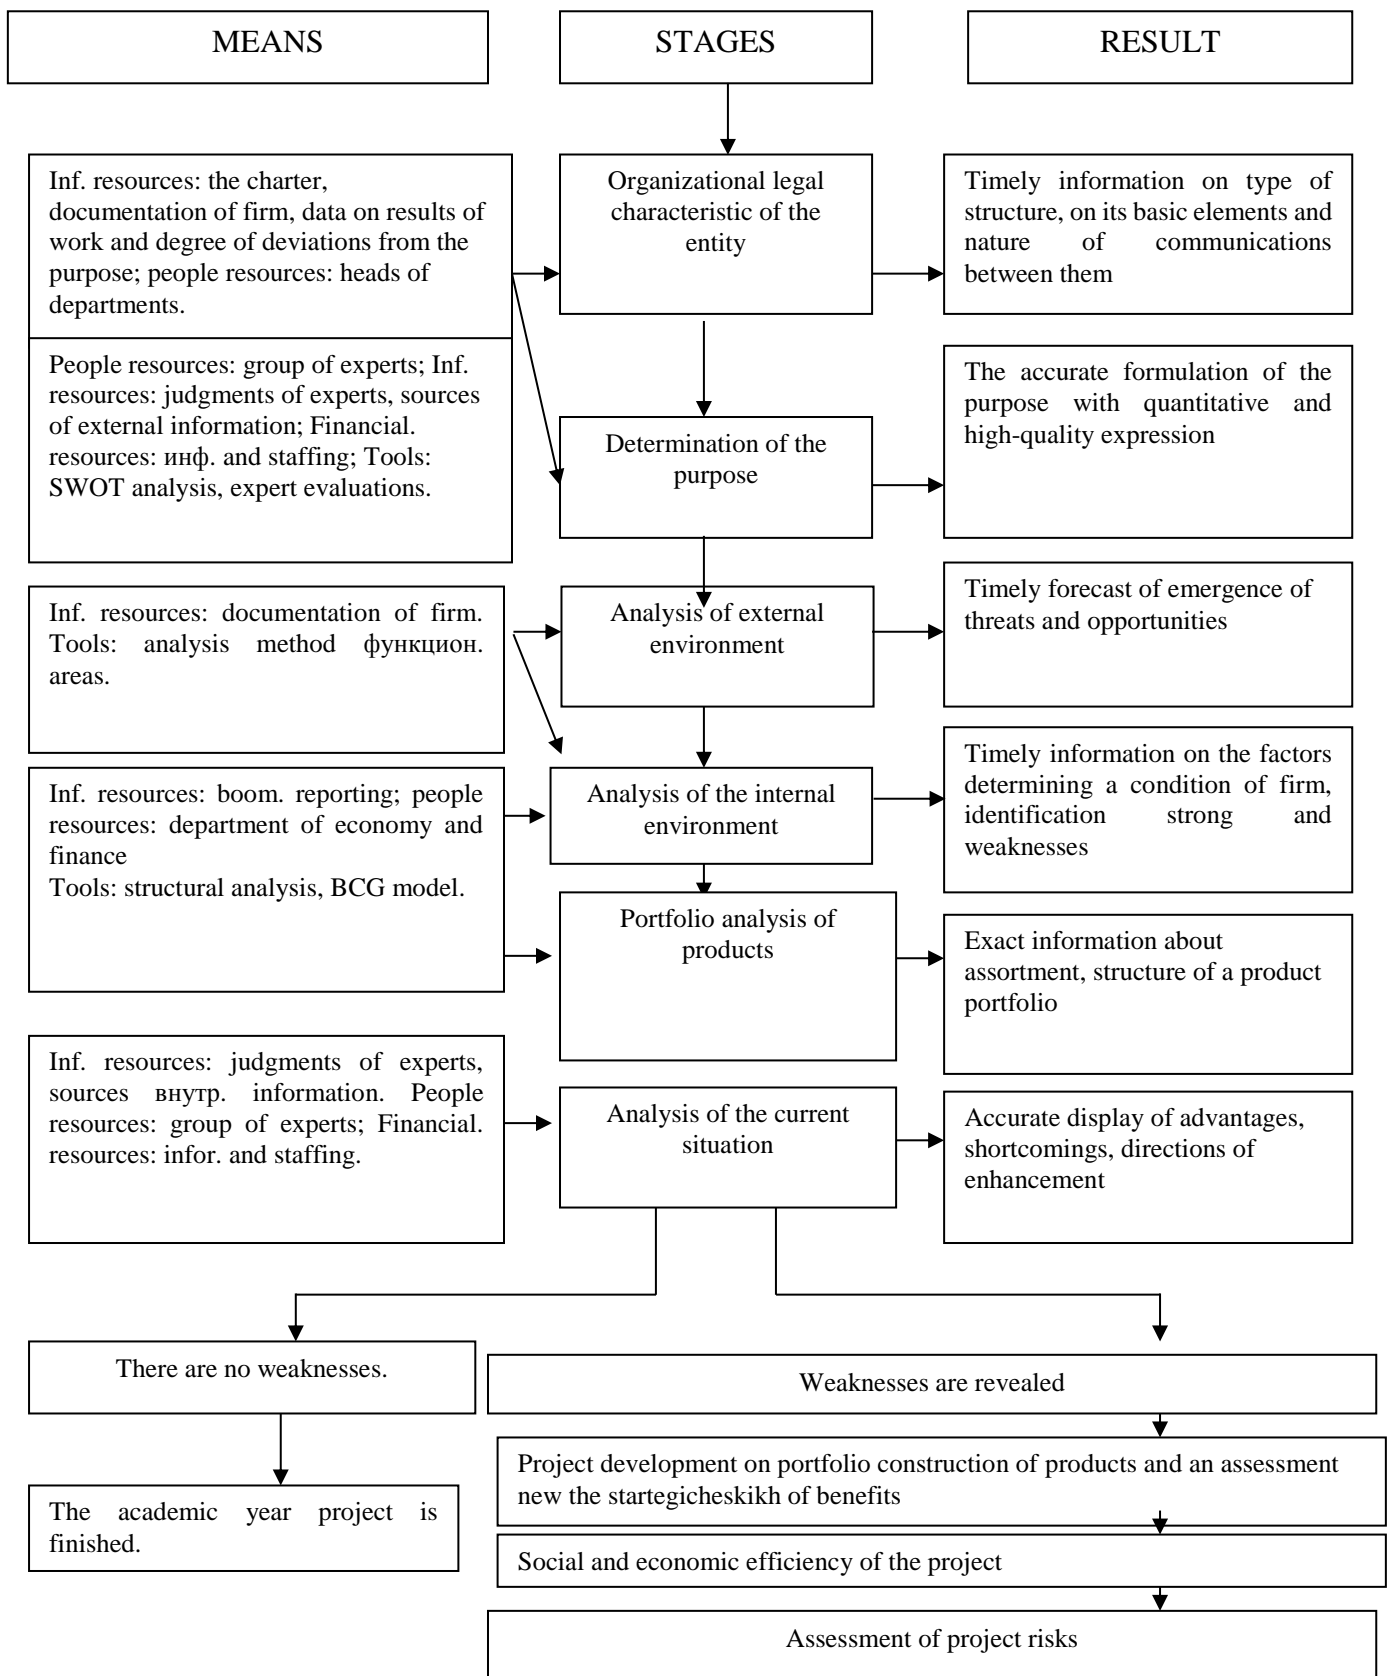 MEANS
STAGES
RESULT
Inf. resources: the charter,
documentation of firm, data on results of
work and degree of deviations from the
purpose; people resources: heads of
departments.
Organizational legal
characteristic of the
entity
Timely information on type of
structure, on its basic elements and
nature of communications
between them
People resources: group of experts; Inf.
resources: judgments of experts, sources
of external information; Financial.
resources: инф. and staffing; Tools:
SWOT analysis, expert evaluations.
Determination of the
purpose
The accurate formulation of the
purpose with quantitative and
high-quality expression
Inf. resources: documentation of firm.
Tools: analysis method функцион.
areas.
Analysis of external
environment
Timely forecast of emergence of
threats and opportunities
Inf. resources: boom. reporting; people
resources: department of economy and
finance
Tools: structural analysis, BCG model.
Analysis of the internal
environment
Timely information on the factors
determining a condition of firm,
identification strong and
weaknesses
Portfolio analysis of
products
Exact information about
assortment, structure of a product
portfolio
Inf. resources: judgments of experts,
sources внутр. information. People
resources: group of experts; Financial.
resources: infor. and staffing.
Analysis of the current
situation
Accurate display of advantages,
shortcomings, directions of
enhancement
There are no weaknesses.
Weaknesses are revealed
The academic year project is
finished.
Project development on portfolio construction of products and an assessment
new the startegicheskikh of benefits
Social and economic efficiency of the project
Assessment of project risks